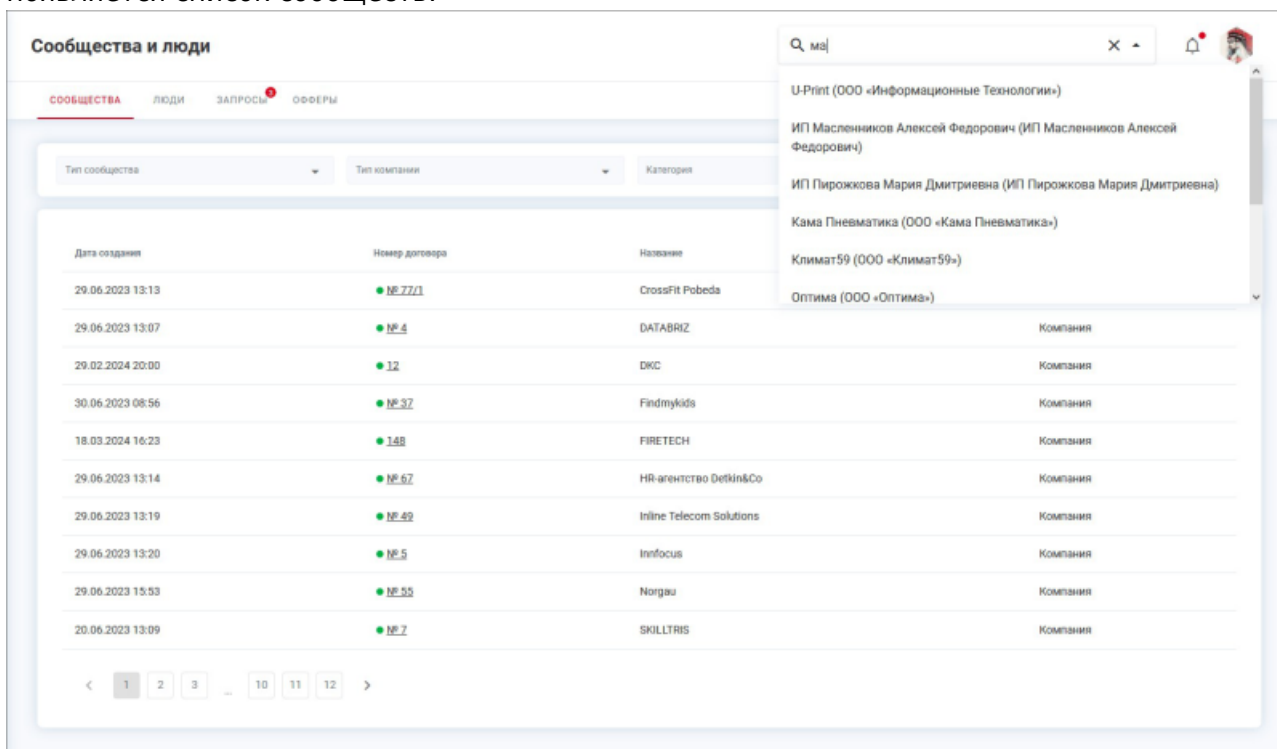 появляется список сообществ.
Сообщества и люди
ма
СООБЩЕСТВА ЛЮДИ ЗАПРОСЫ 3 ОФФЕРЫ
U-Print (ООО «Информационные Технологии»)
ИП Масленников Алексей Федорович (ИП Масленников Алексей
Федорович)
ИП Пирожкова Мария Дмитриевна (ИП Пирожкова Мария Дмитриевна)
Кама Пневматика (ООО «Кама Пневматика»)
Климат59 (ООО «Климат59»)
Оптима (ООО «Оптима»)
Тип сообщества Тип компании Категория
Дата создания Номер договора Название
29.06.2023 13:13 № 77/1 CrossFit Pobeda
29.06.2023 13:07 № 4 DATABRIZ Компания
29.02.2024 20:00 12 DKC Компания
30.06.2023 08:56 № 37 Findmykids Компания
18.03.2024 16:23 148 FIRETECH Компания
29.06.2023 13:14 № 67 HR-агентство Detkin&Co Компания
29.06.2023 13:19 № 49 Inline Telecom Solutions Компания
29.06.2023 13:20 № 5 Innfocus Компания
29.06.2023 15:53 № 55 Norgau Компания
20.06.2023 13:09 № 7 SKILLTRIS Компания
1 2 3 ... 10 11 12